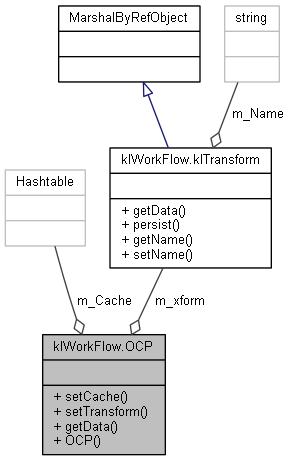 MarshalByRefObject
string
m_Name
klWorkFlow.klTransform
+ getData()
+ persist()
+ getName()
+ setName()
Hashtable
m_Cache
m_xform
klWorkFlow.OCP
+ setCache()
+ setTransform()
+ getData()
+ OCP()